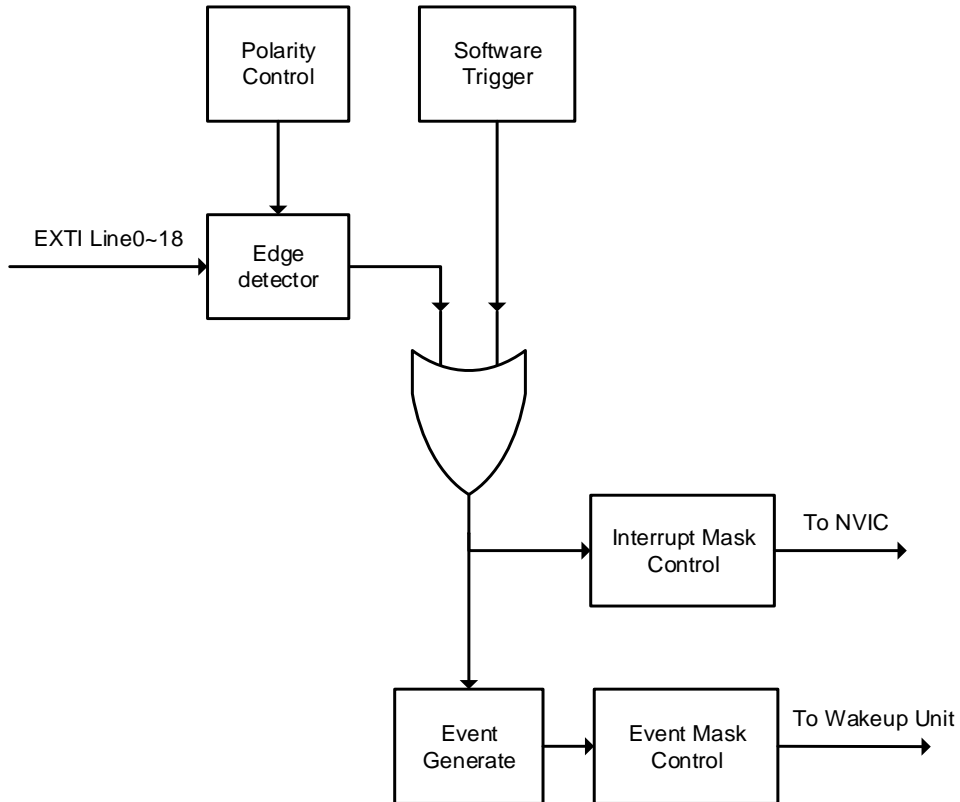 Polarity
Control
Software
Trigger
EXTI Line0~18
Edge
detector
To NVIC
Interrupt Mask
Control
To Wakeup Unit
Event
Generate
Event Mask
Control